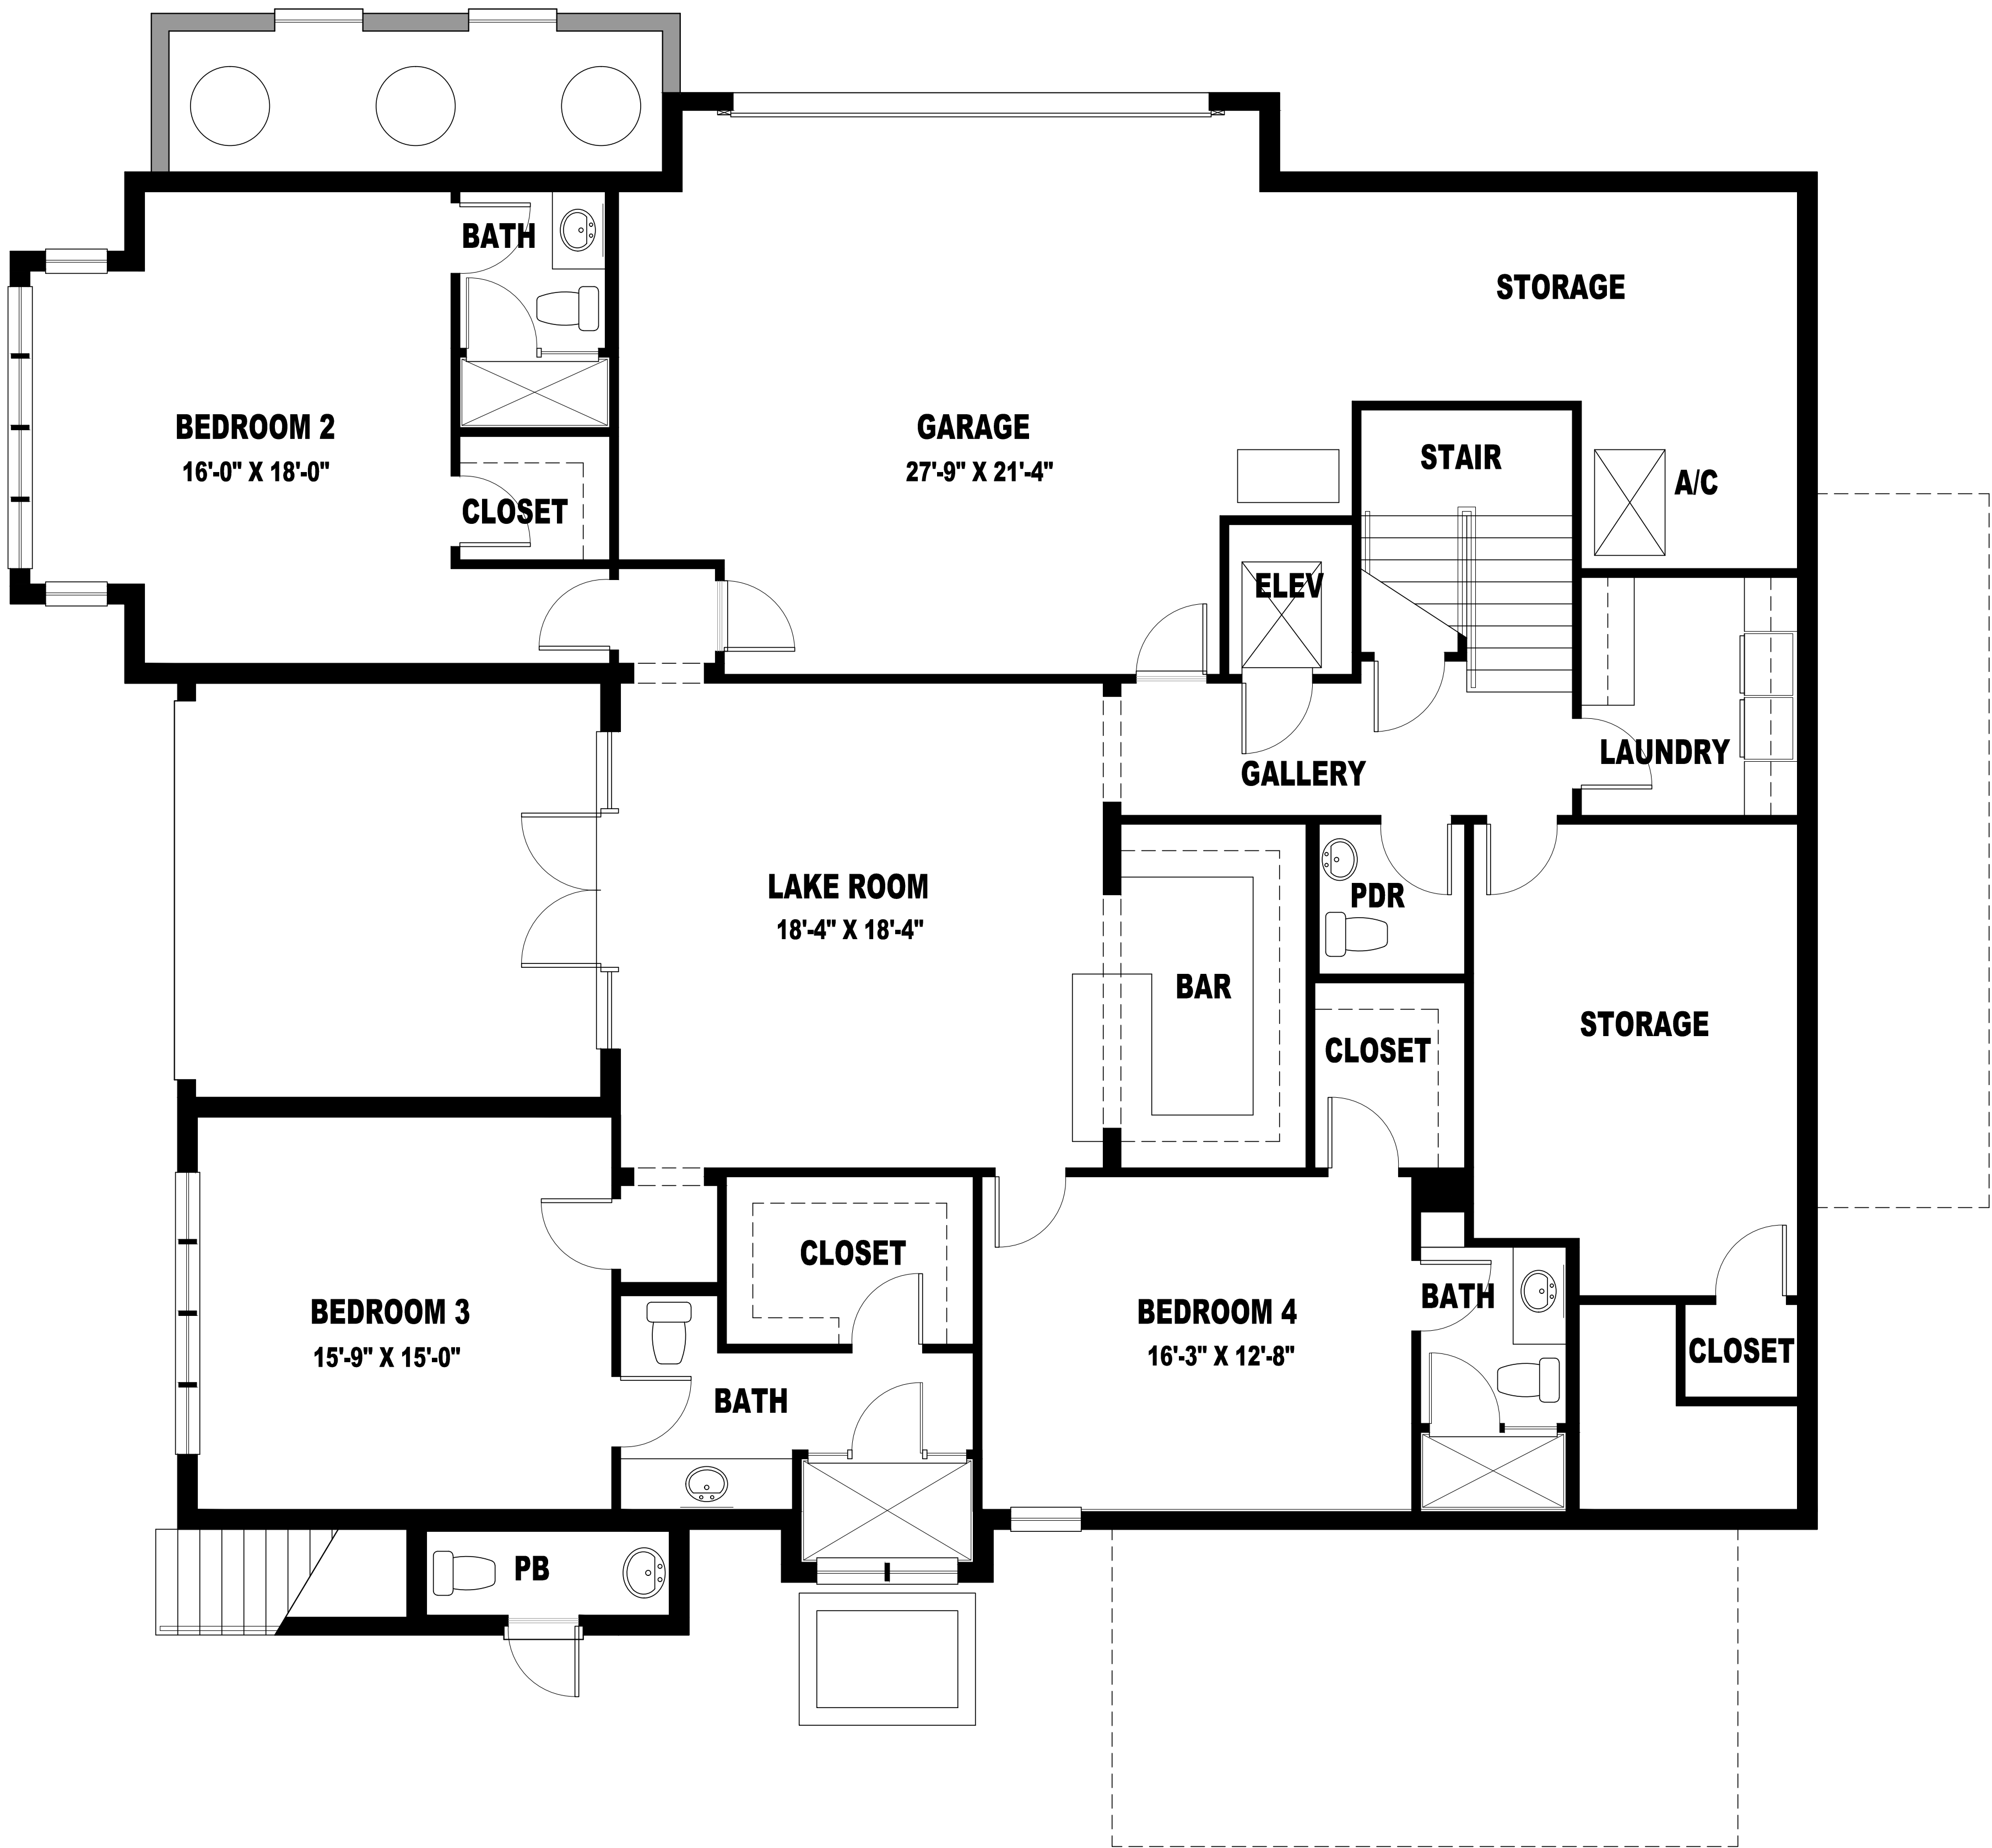 BATH
STORAGE
BEDROOM 2
16'-0" X 18'-0"
GARAGE
27'-9" X 21'-4"
STAIR
A/C
CLOSET
ELEV
LAUNDRY
GALLERY
LAKE ROOM
18'-4" X 18'-4"
PDR
BAR
STORAGE
CLOSET
CLOSET
BEDROOM 3
15'-9" X 15'-0"
BEDROOM 4
16'-3" X 12'-8"
BATH
CLOSET
BATH
PB